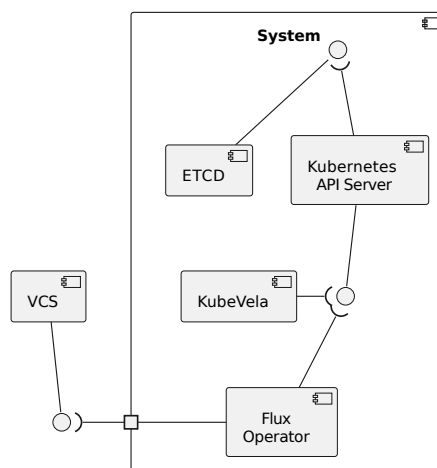 System
ETCD
Kubernetes
API Server
KubeVela
VCS
Flux
Operator